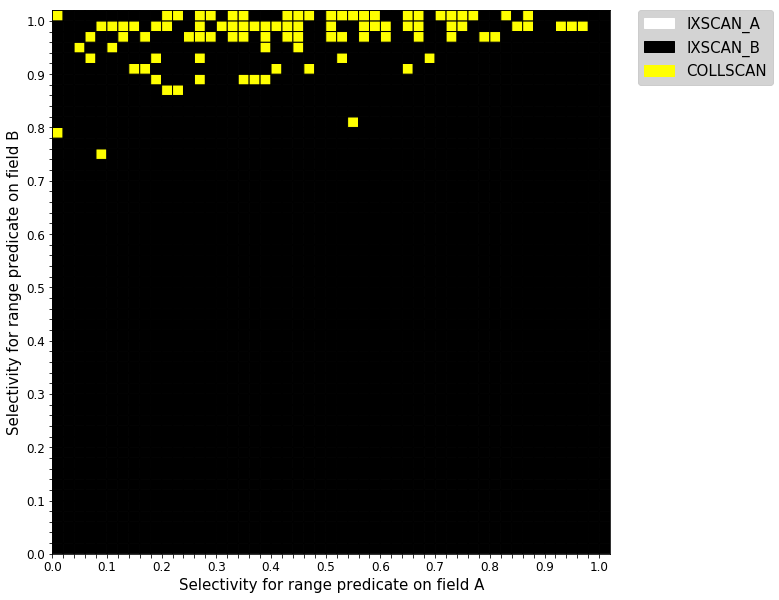 1.0
0.9
0.8
0.7
0.6
0.5
0.4
0.3
0.2
0.1
0.0
Selectivity for range predicate on field B
0.0 0.1 0.2 0.3 0.4 0.5 0.6 0.7 0.8 0.9 1.0
Selectivity for range predicate on field A
IXSCAN_A
IXSCAN_B
COLLSCAN